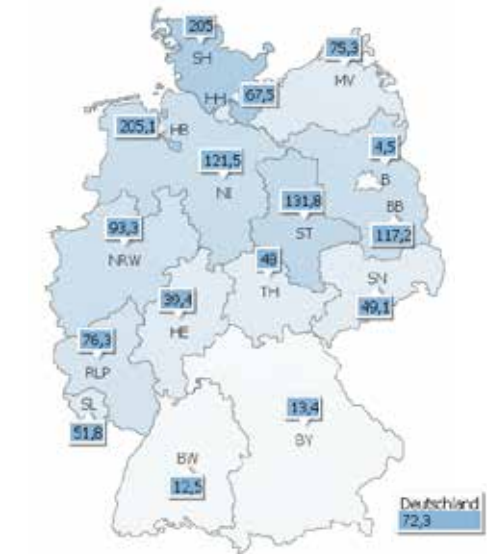 205
SH
75,3
MV
HH
67,5
205,1
HB
4,5
B
121,5
NI
131,8
ST
BB
117,2
93,3
NRW
48
TH
SN
49,1
39,4
HE
76,3
RLP
SL
51,8
13,4
BY
BW
12,5
Deutschland
72,3